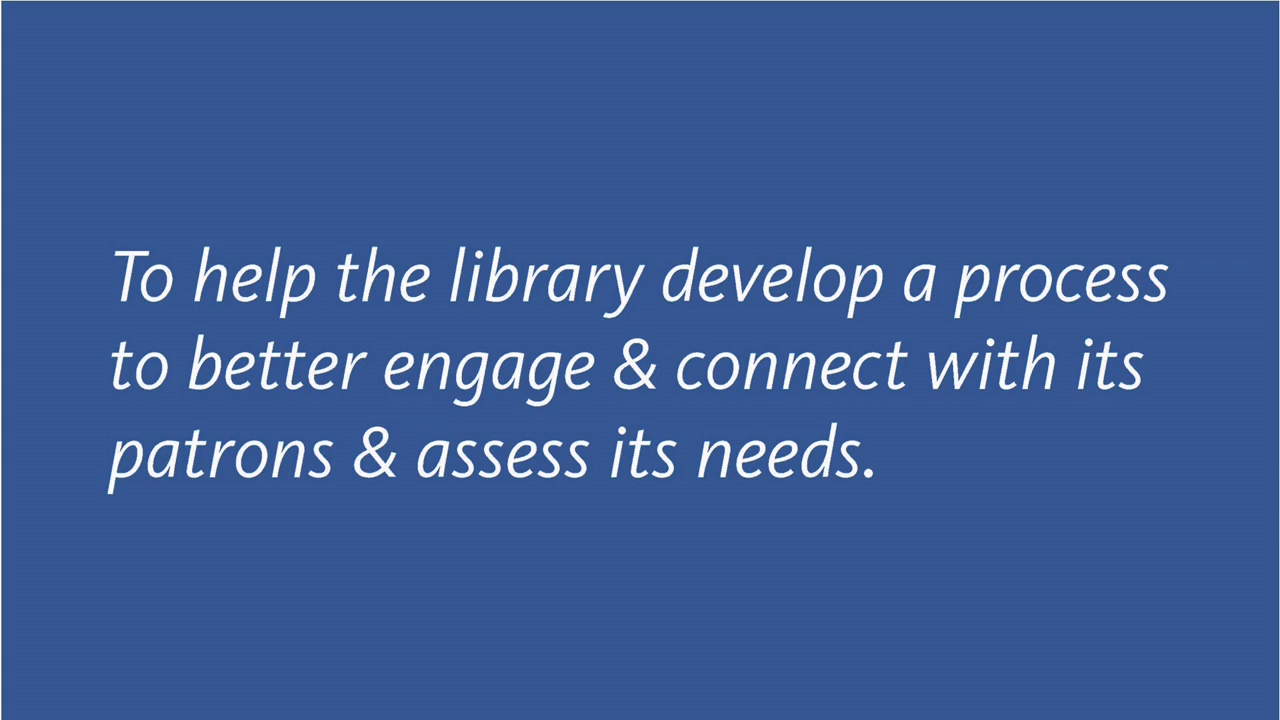 To help the library develop a process
to better engage & connect with its
patrons & assess its needs.